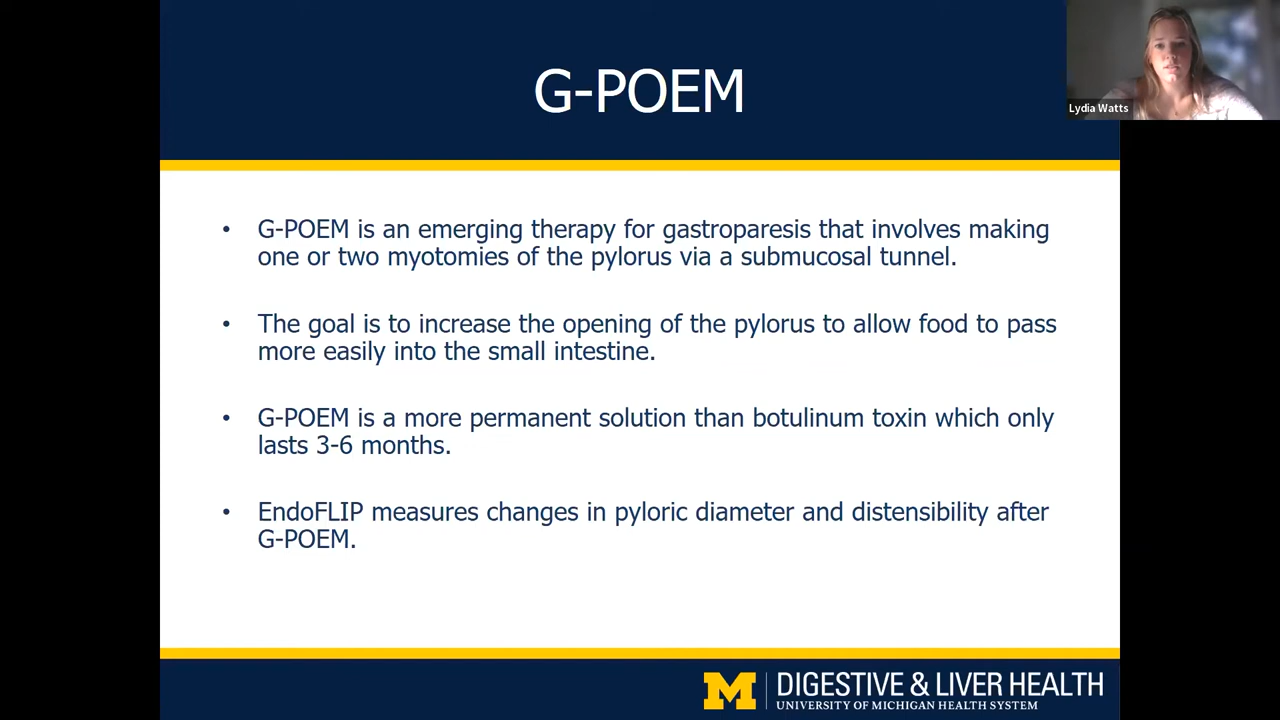 G-POEM
Lydia Watts
• G-POEM is an emerging therapy for gastroparesis that involves making
one or two myotomies of the pylorus via a submucosal tunnel.
• The goal is to increase the opening of the pylorus to allow food to pass
more easily into the small intestine.
• G-POEM is a more permanent solution than botulinum toxin which only
lasts 3-6 months.
• EndoFLIP measures changes in pyloric diameter and distensibility after
G-POEM.
M
DIGESTIVE & LIVER HEALTH
UNIVERSITY OF MICHIGAN HEALTH SYSTEM